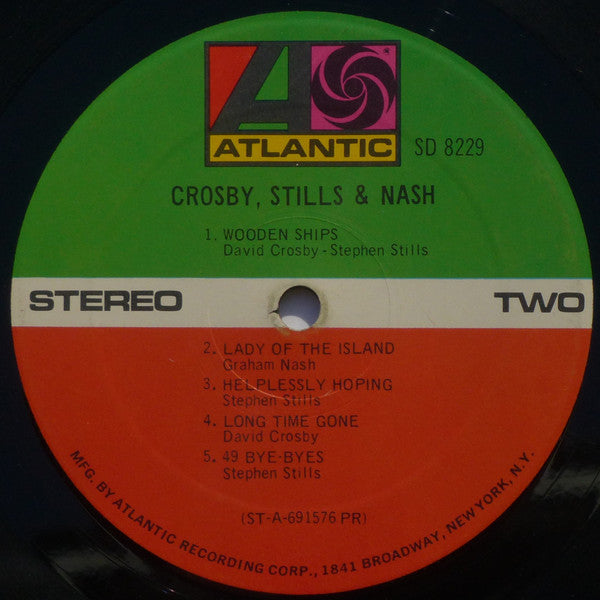 ATLANTIC
SD 8229
CROSBY, STILLS & NASH
1. WOODEN SHIPS
David Crosby - Stephen Stills
STEREO
TWO
2. LADY OF THE ISLAND
Graham Nash
3. HELPLESSLY HOPING
Stephen Stills
4. LONG TIME GONE
David Crosby
5. 49 BYE-BYES
Stephen Stills
(ST-A-691576 PR)
MFG. BY ATLANTIC RECORDING CORP., 1841 BROADWAY, NEW YORK, N.Y.